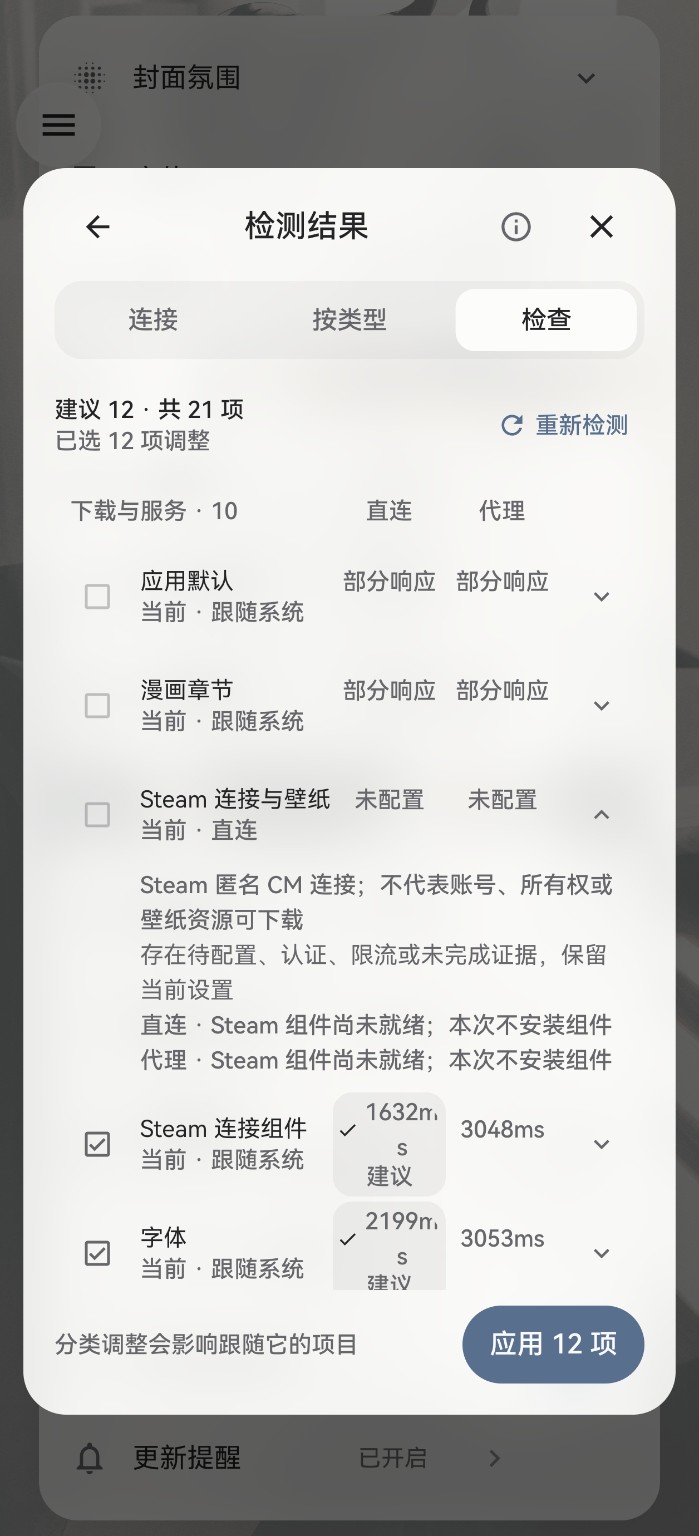 封面氛围
检测结果
连接
按类型
检查
建议 12 · 共 21 项
已选 12 项调整
重新检测
下载与服务 · 10
直连
代理
应用默认
部分响应
部分响应
当前 · 跟随系统
漫画章节
部分响应
部分响应
当前 · 跟随系统
Steam 连接与壁纸
未配置
未配置
当前 · 直连
Steam 匿名 CM 连接；不代表账号、所有权或
壁纸资源可下载
存在待配置、认证、限流或未完成证据，保留
当前设置
直连 · Steam 组件尚未就绪；本次不安装组件
代理 · Steam 组件尚未就绪；本次不安装组件
Steam 连接组件
当前 · 跟随系统
1632m
s
建议
3048ms
字体
当前 · 跟随系统
2199m
s
建议
3053ms
分类调整会影响跟随它的项目
应用 12 项
更新提醒
已开启